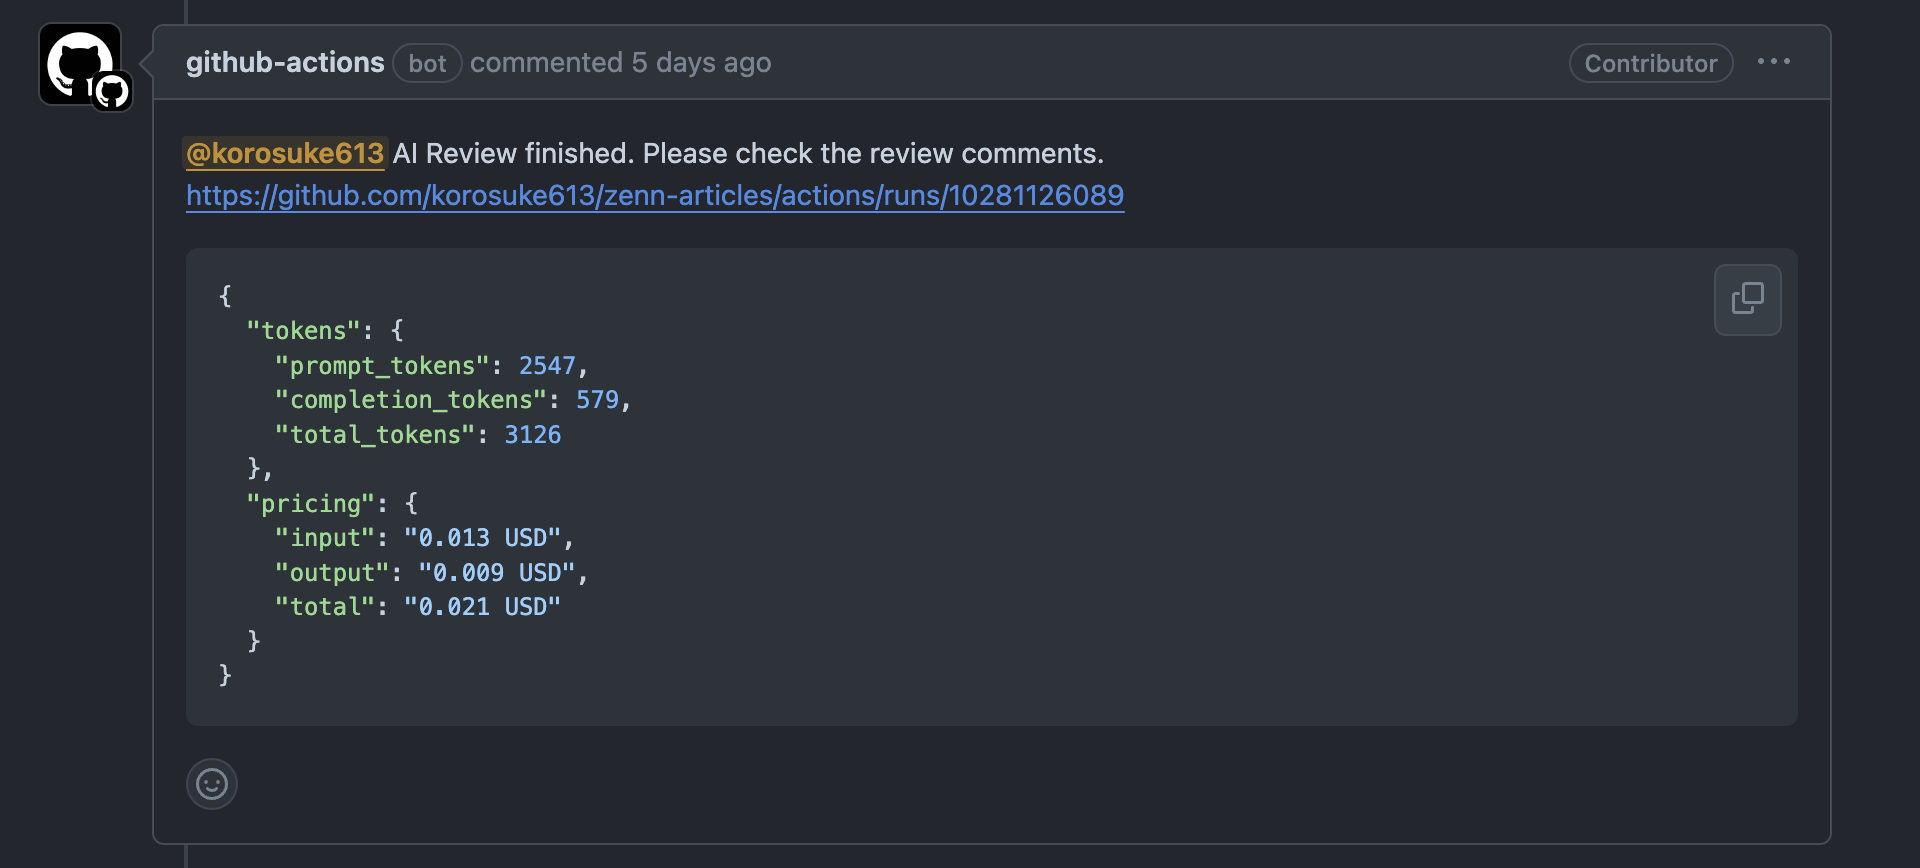 github-actions bot commented 5 days ago Contributor
@korosuke613 AI Review finished. Please check the review comments.
https://github.com/korosuke613/zenn-articles/actions/runs/10281126089
{
  "tokens": {
    "prompt_tokens": 2547,
    "completion_tokens": 579,
    "total_tokens": 3126
  },
  "pricing": {
    "input": "0.013 USD",
    "output": "0.009 USD",
    "total": "0.021 USD"
  }
}